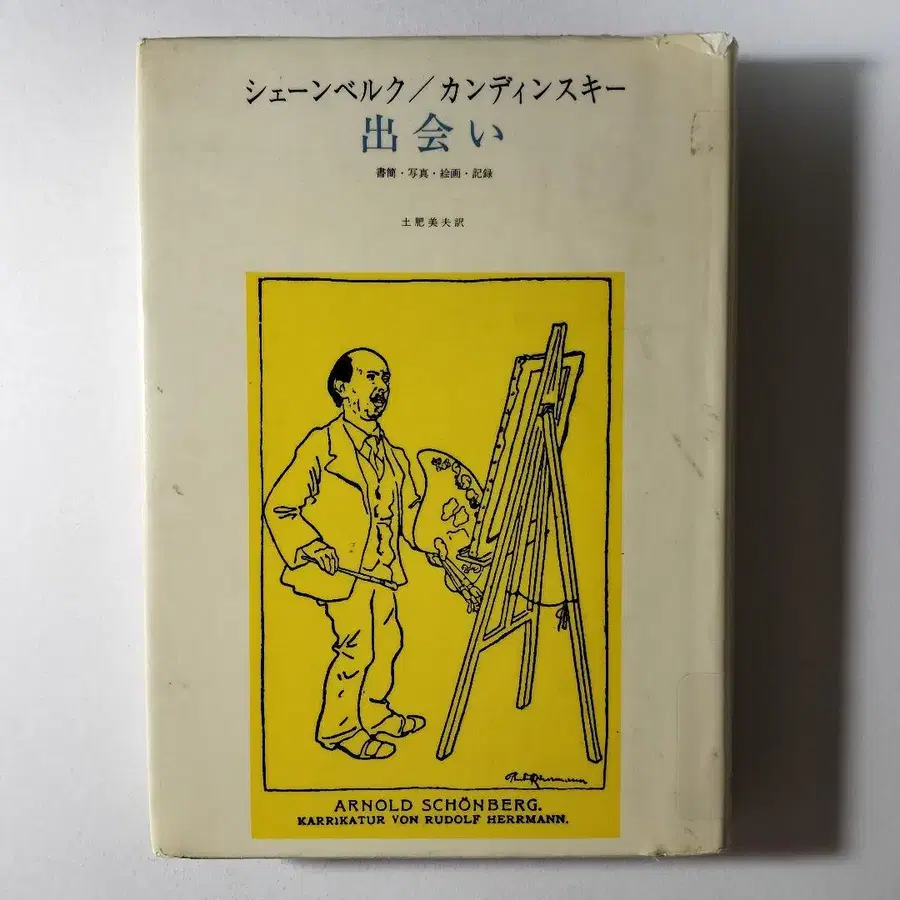 シェーンベルク/カンディンスキー
出会い
書簡・写真・絵画・記録
土肥美夫訳
ARNOLD SCHÖNBERG.
KARRIKATUR VON RUDOLF HERRMANN.